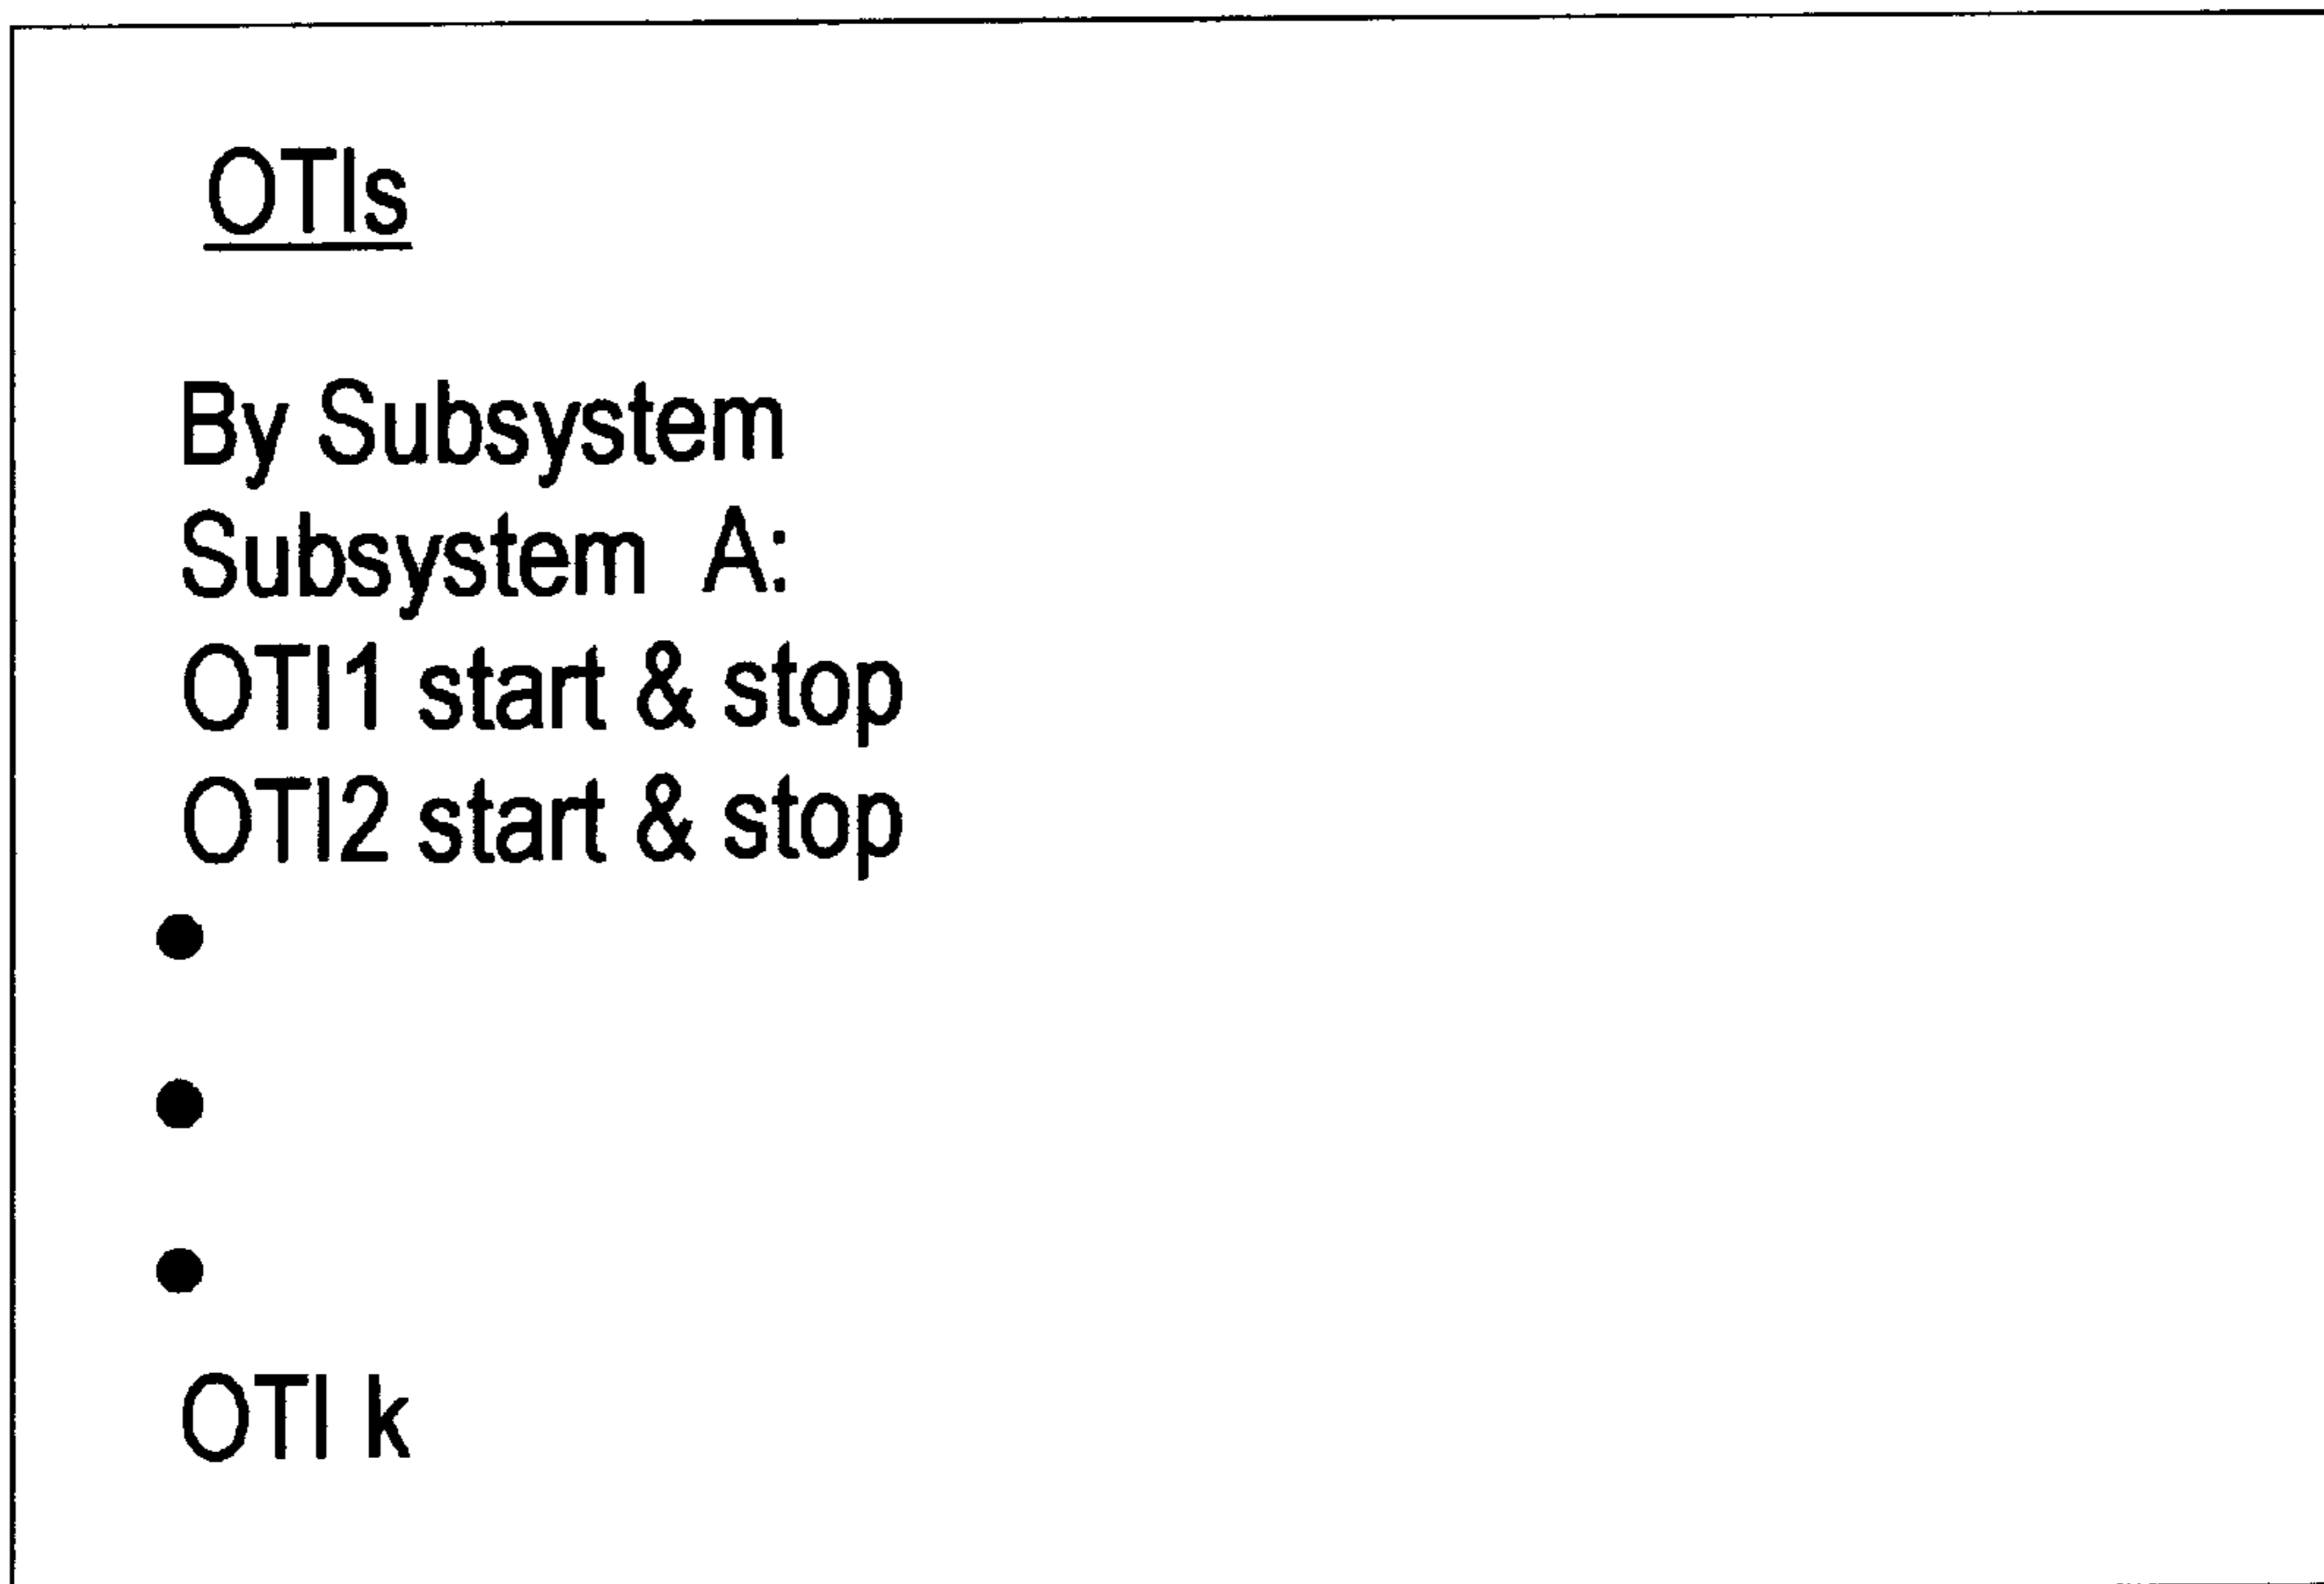 OTIs
By Subsystem
Subsystem A:
OTI1 start & stop
OTI2 start & stop
●
●
●
OTI k